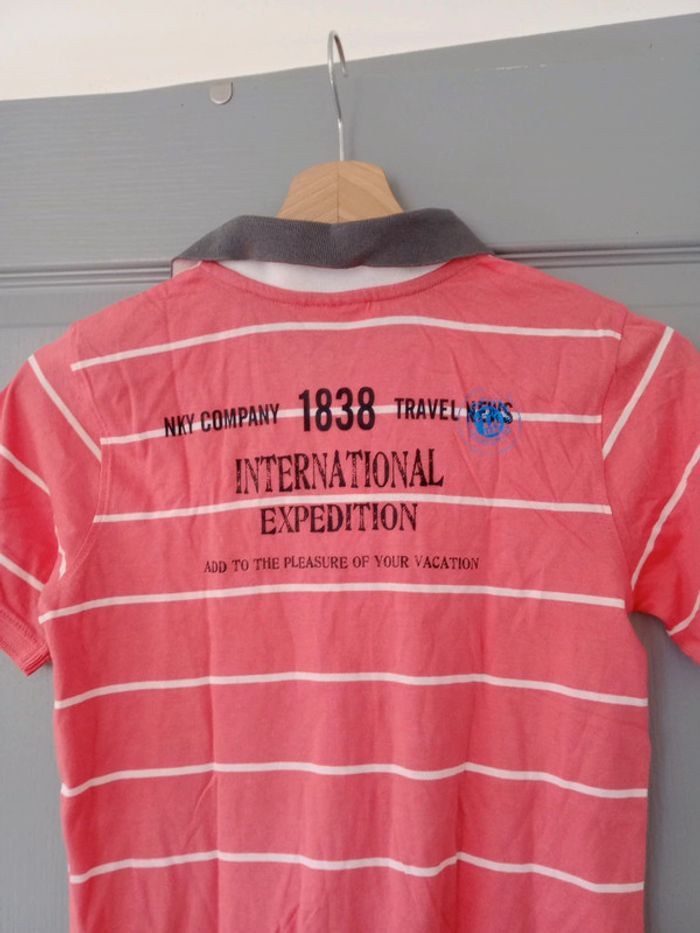 NKY COMPANY 1838 TRAVEL NEWS
INTERNATIONAL
EXPEDITION
ADD TO THE PLEASURE OF YOUR VACATION